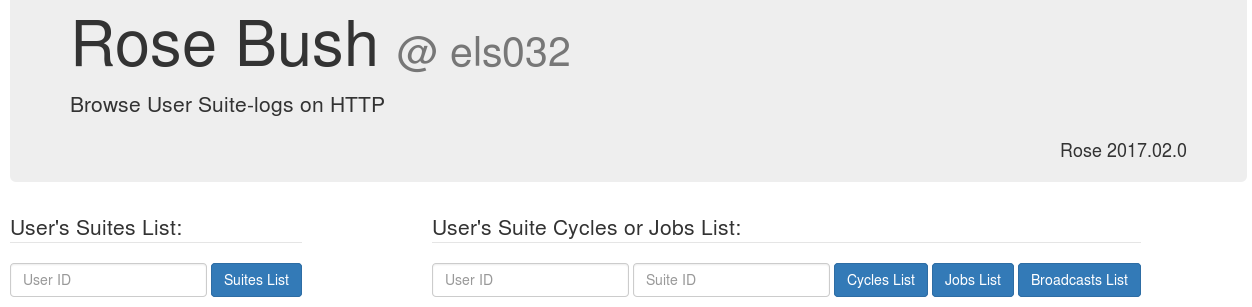 Rose Bush @ els032
Browse User Suite-logs on HTTP
Rose 2017.02.0
User's Suites List:
User ID Suites List
User's Suite Cycles or Jobs List:
User ID Suite ID Cycles List Jobs List Broadcasts List